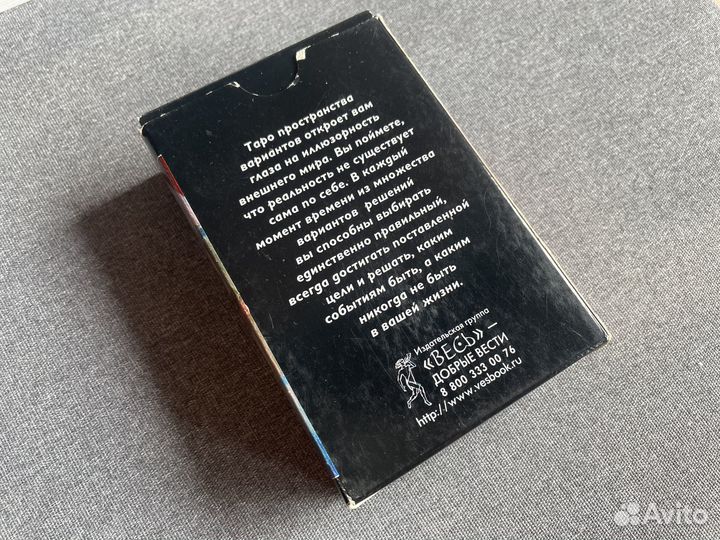 Таро пространства
вариантов откроет вам
глаза на иллюзорность
внешнего мира. Вы поймете,
что реальность не существует
сама по себе. В каждый
момент времени из множества
вариантов решений
вы способны выбирать
единственно правильный,
всегда достигать поставленной
цели и решать, каким
событиям быть, а каким
никогда не быть
в вашей жизни.
Издательская группа
«ВЕСЬ» —
ДОБРЫЕ ВЕСТИ
8 800 333 00 76
http://www.vesbook.ru
Avito